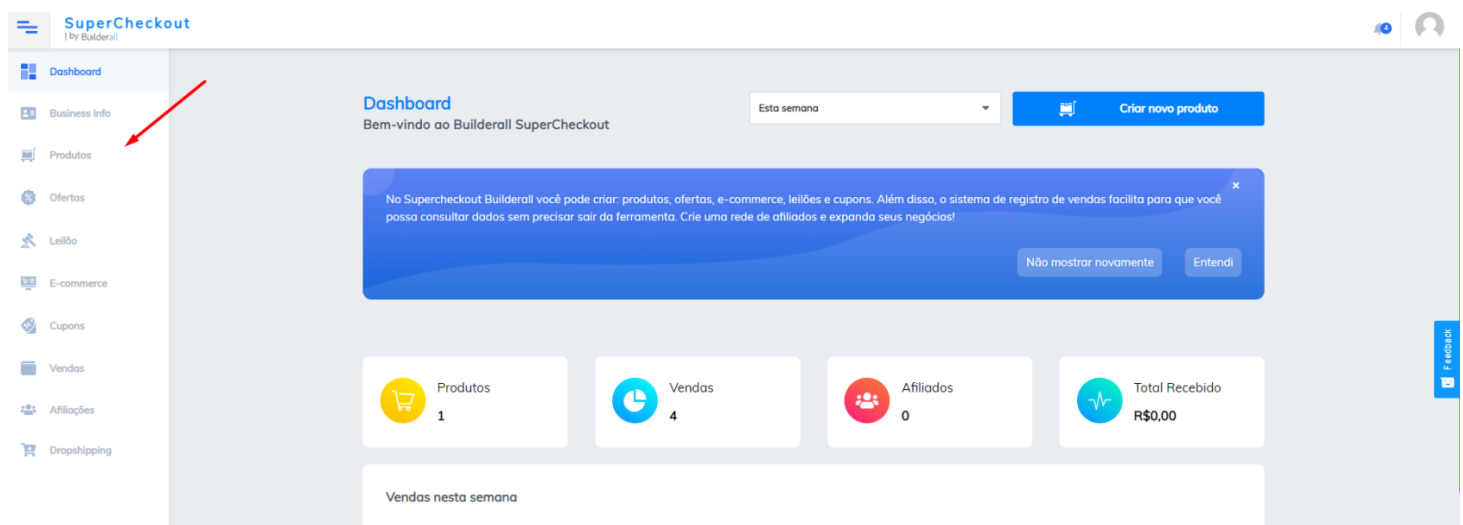 SuperCheckout
| by Builderall
4
Dashboard
Business Info
Produtos
Ofertas
Leilão
E-commerce
Cupons
Vendas
Afiliações
Dropshipping
Dashboard
Bem-vindo ao Builderall SuperCheckout
Esta semana
Criar novo produto
No Supercheckout Builderall você pode criar: produtos, ofertas, e-commerce, leilões e cupons. Além disso, o sistema de registro de vendas facilita para que você
possa consultar dados sem precisar sair da ferramenta. Crie uma rede de afiliados e expanda seus negócios!
Não mostrar novamente
Entendi
Produtos
1
Vendas
4
Afiliados
0
Total Recebido
R$0,00
Vendas nesta semana
Feedback